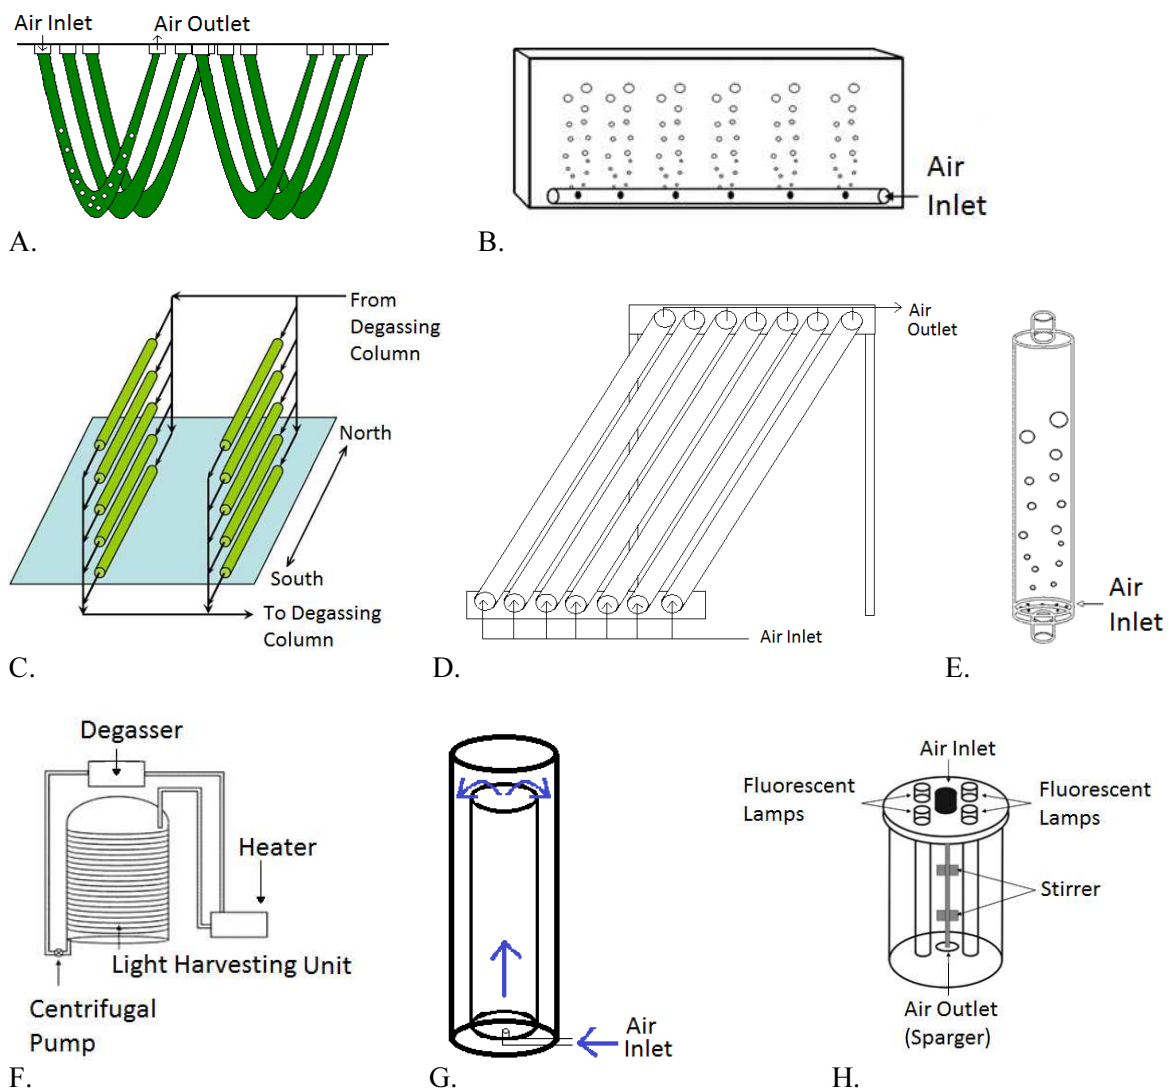 Air Inlet
Air Outlet
A.
Air
Inlet
B.
From
Degassing
Column
North
South
To Degassing
Column
C.
Air
Outlet
Air Inlet
D.
Air
Inlet
E.
Degasser
Heater
Light Harvesting Unit
Centrifugal
Pump
F.
Air
Inlet
G.
Air Inlet
Fluorescent
Lamps
Fluorescent
Lamps
Stirrer
Air Outlet
(Sparger)
H.